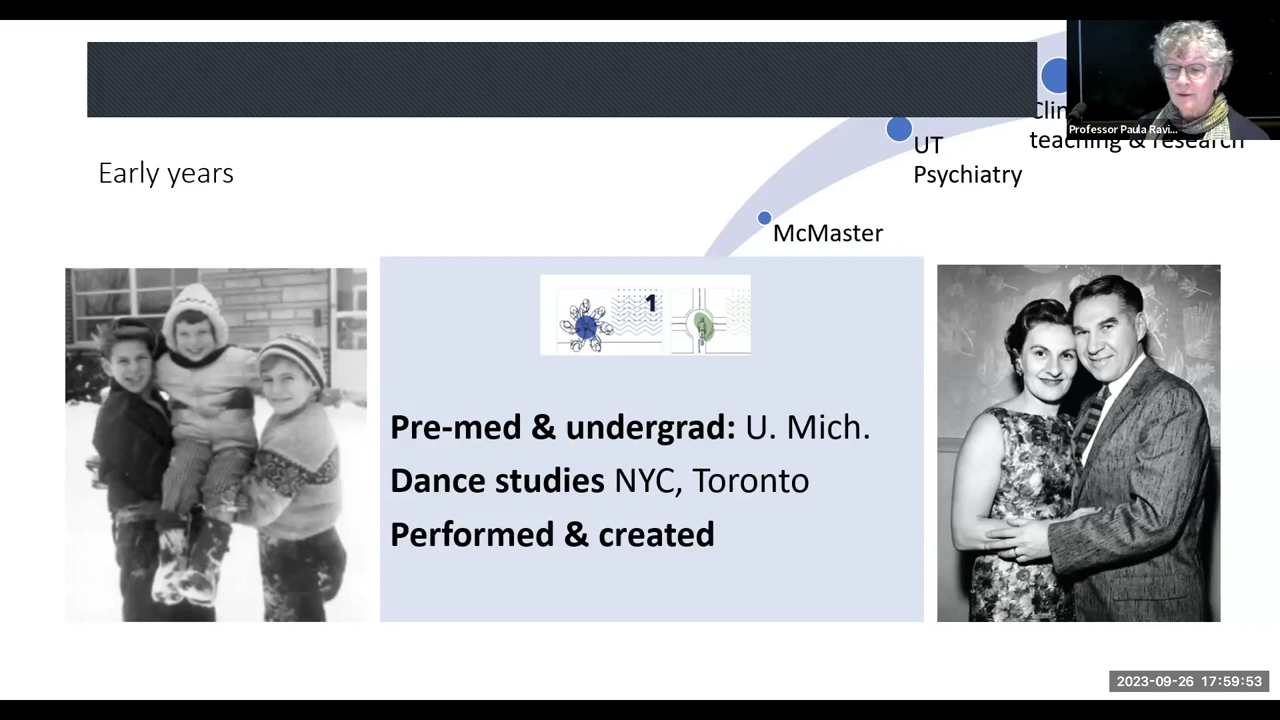 Clin
teaching & research
Professor Paula Ravi...
UT
Psychiatry
Early years
McMaster
1
Pre-med & undergrad: U. Mich.
Dance studies NYC, Toronto
Performed & created
2023-09-26 17:59:53